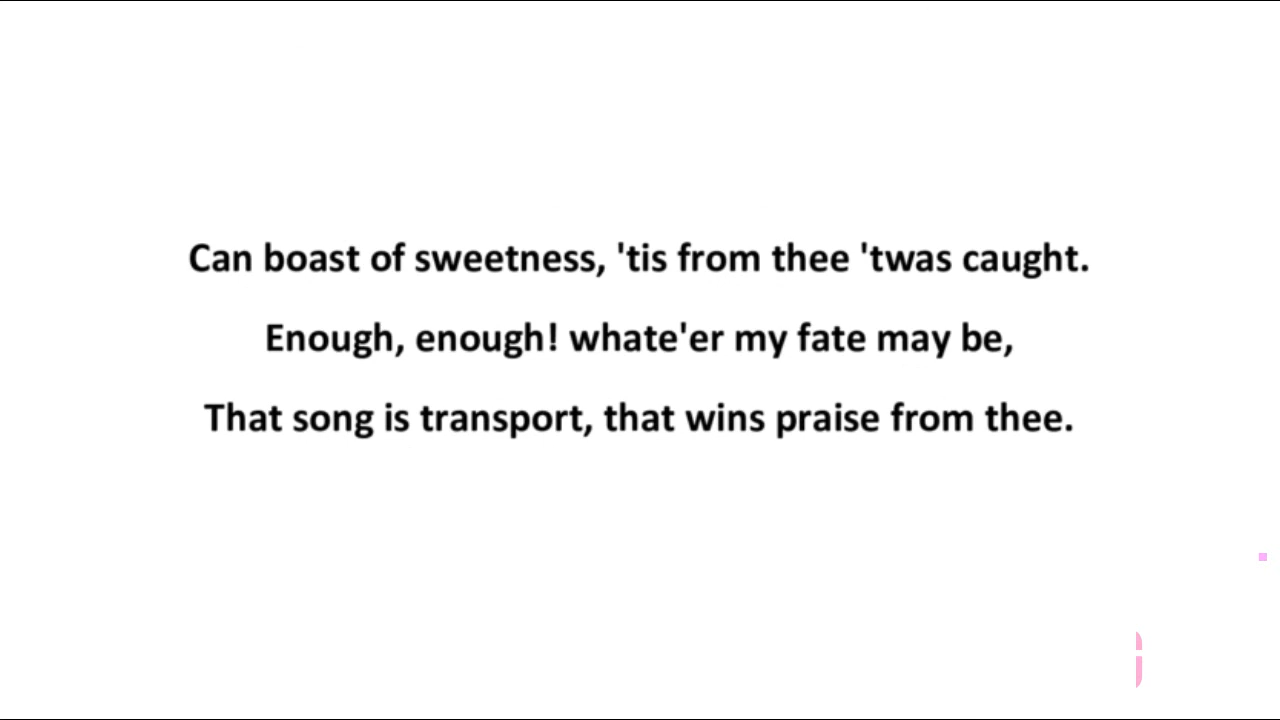 Can boast of sweetness, 'tis from thee 'twas caught.
Enough, enough! whate'er my fate may be,
That song is transport, that wins praise from thee.